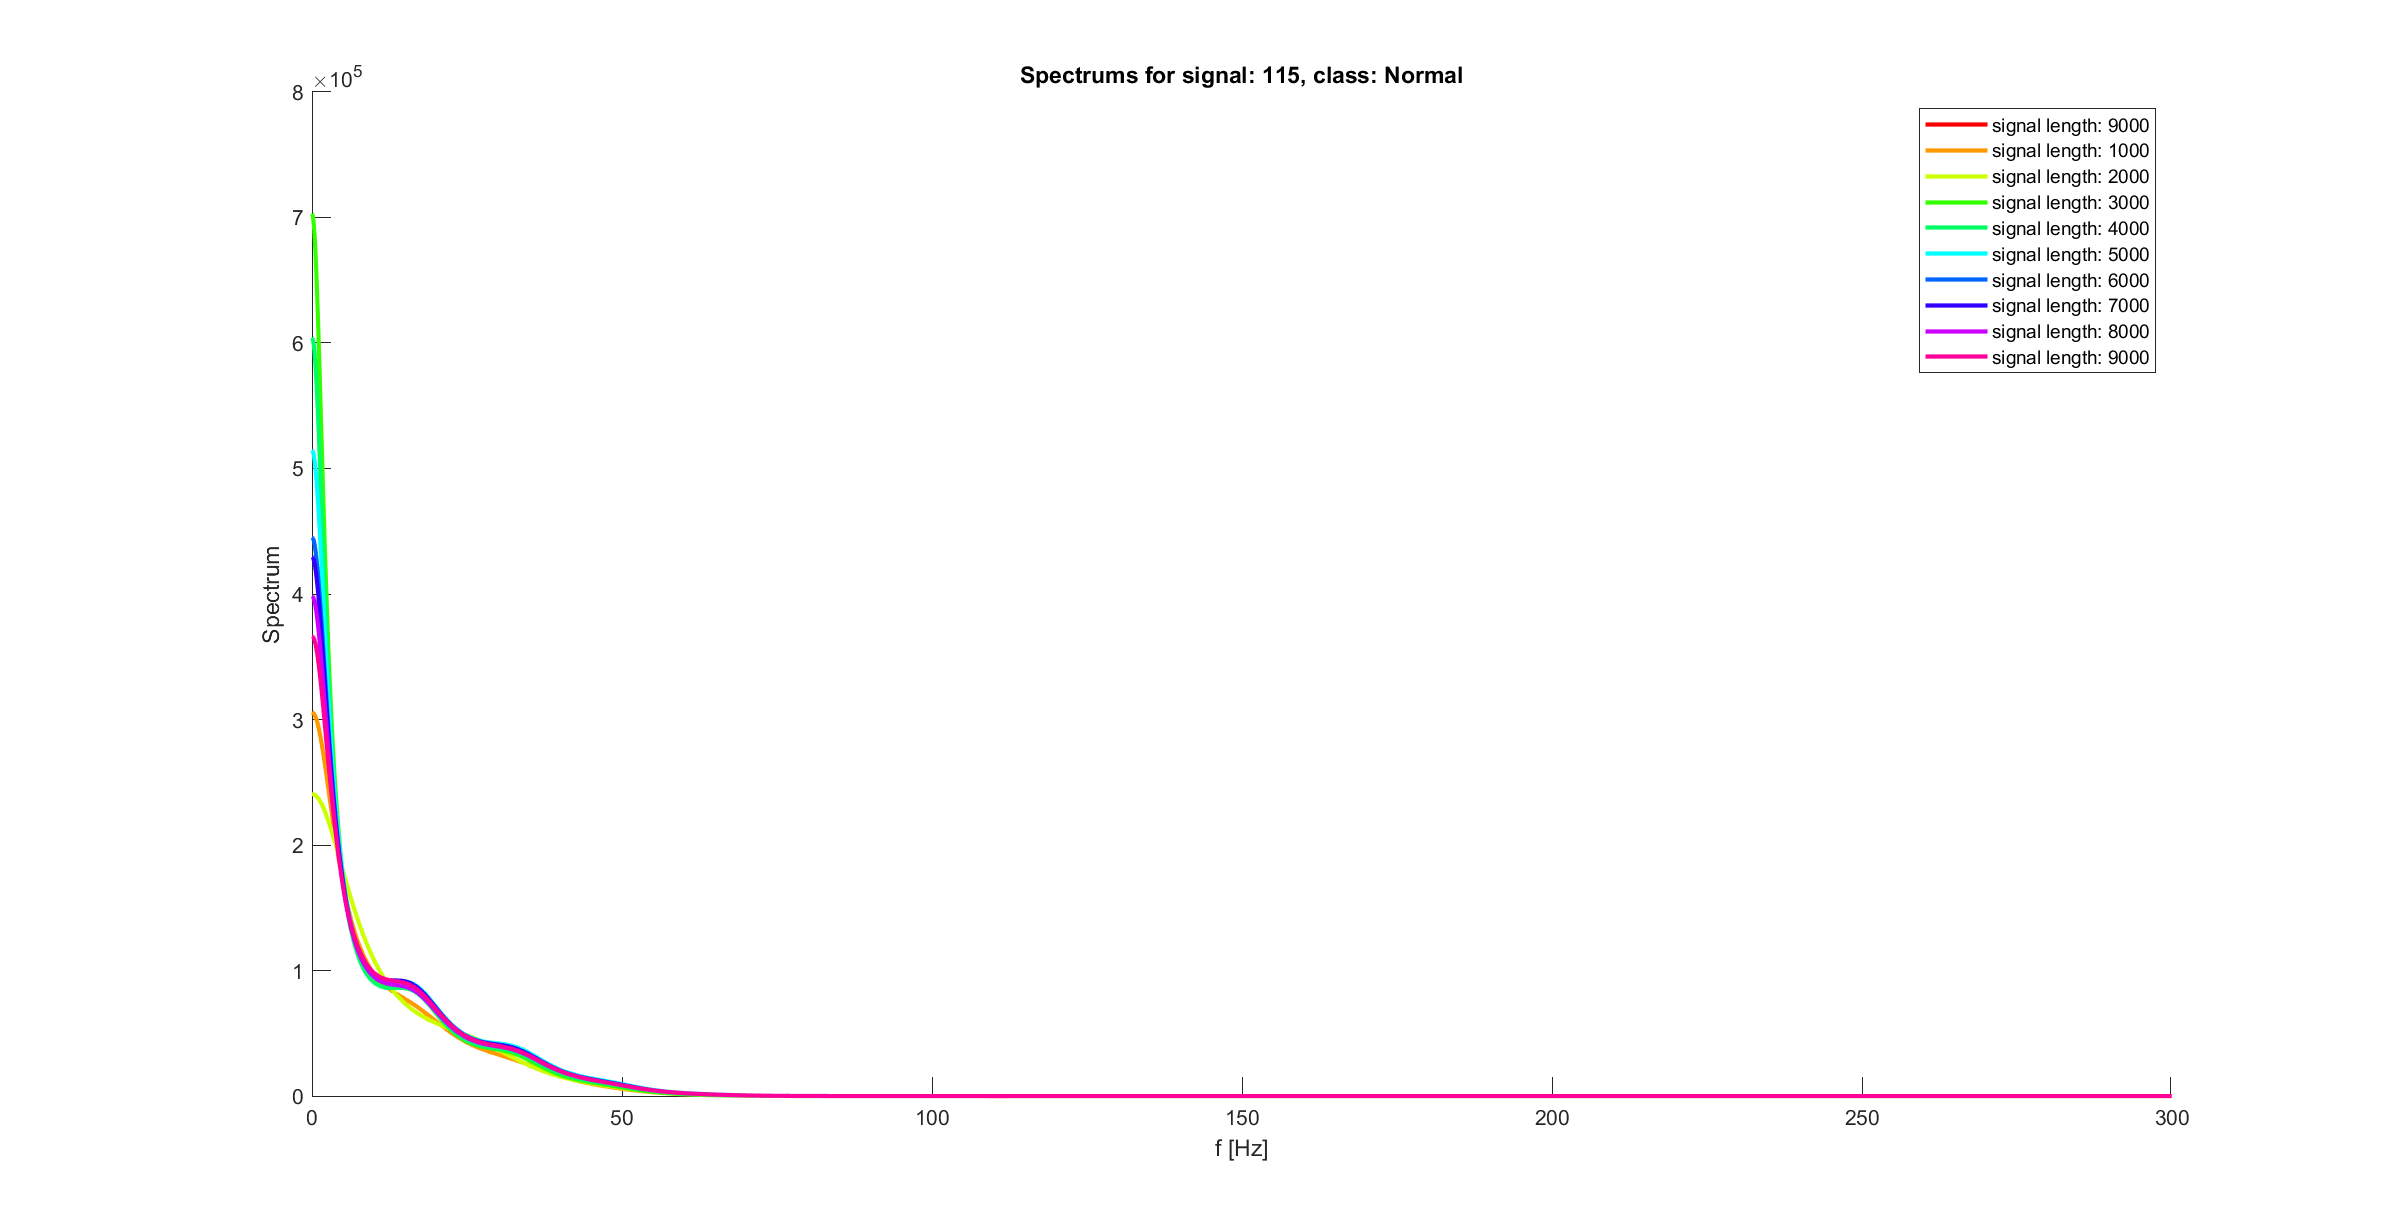 Spectrums for signal: 115, class: Normal
×10^5
8
7
6
5
4
3
2
1
0
Spectrum
0 50 100 150 200 250 300
f [Hz]
signal length: 9000
signal length: 1000
signal length: 2000
signal length: 3000
signal length: 4000
signal length: 5000
signal length: 6000
signal length: 7000
signal length: 8000
signal length: 9000